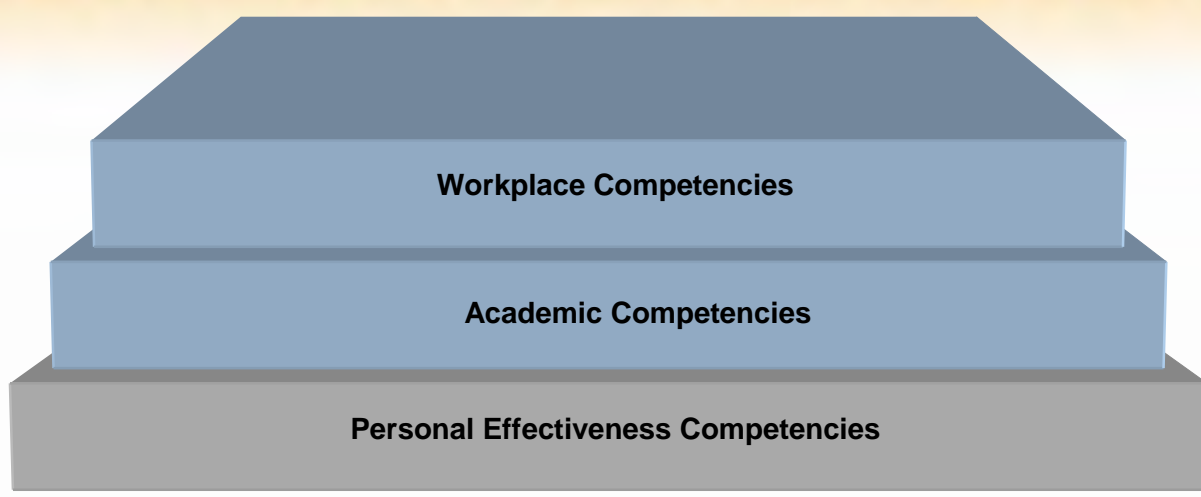 Workplace Competencies
Academic Competencies
Personal Effectiveness Competencies